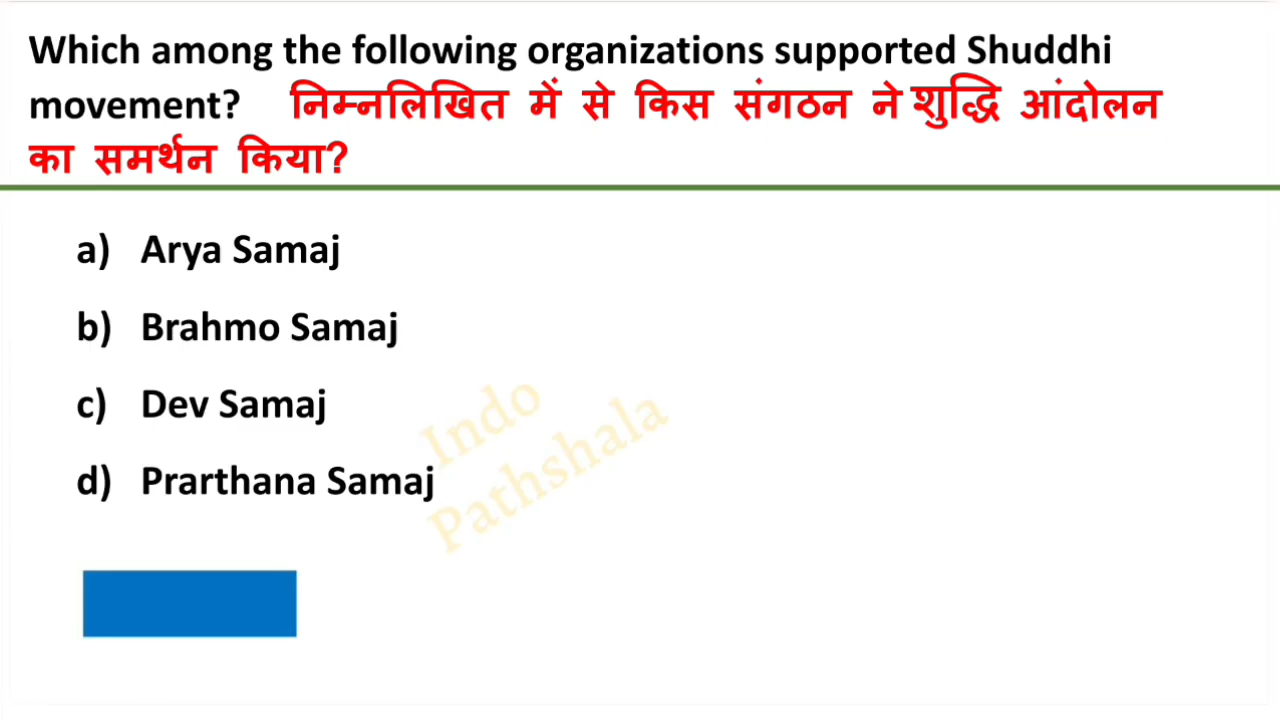 Which among the following organizations supported Shuddhi
movement? निम्नलिखित में से किस संगठन ने शुद्धि आंदोलन
का समर्थन किया?
a) Arya Samaj
b) Brahmo Samaj
c) Dev Samaj
d) Prarthana Samaj
Indo
Pathshala